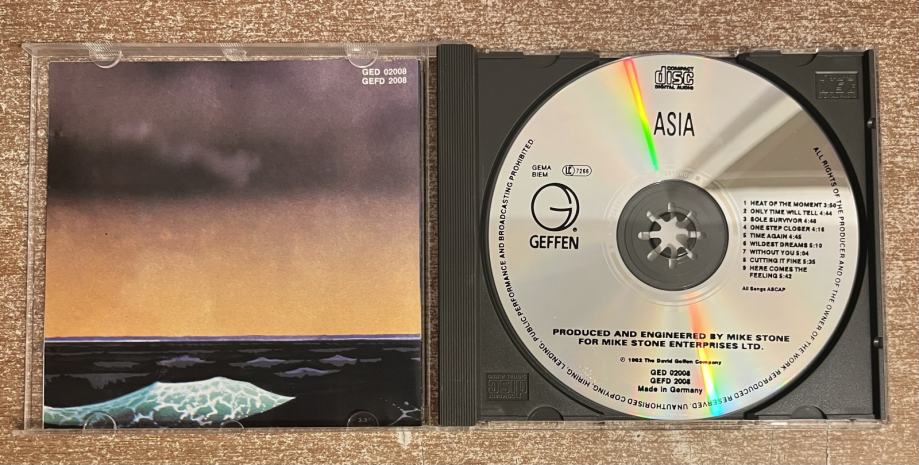 GED 02008
GEFD 2008
COMPACT
disc
DIGITAL AUDIO
ASIA
GEMA
BIEM
LC 7266
G
GEFFEN®
1 HEAT OF THE MOMENT 3:50
2 ONLY TIME WILL TELL 4:44
3 SOLE SURVIVOR 4:48
4 ONE STEP CLOSER 4:16
5 TIME AGAIN 4:45
6 WILDEST DREAMS 5:10
7 WITHOUT YOU 5:04
8 CUTTING IT FINE 5:35
9 HERE COMES THE
FEELING 5:42
All Songs ASCAP
PRODUCED AND ENGINEERED BY MIKE STONE
FOR MIKE STONE ENTERPRISES LTD.
℗ 1982 The David Geffen Company
GED 02008
GEFD 2008
Made in Germany
ALL RIGHTS OF THE PRODUCER AND OF THE OWNER OF THE WORK REPRODUCED RESERVED. UNAUTHORISED COPYING, HIRING, LENDING, PUBLIC PERFORMANCE AND BROADCASTING PROHIBITED.